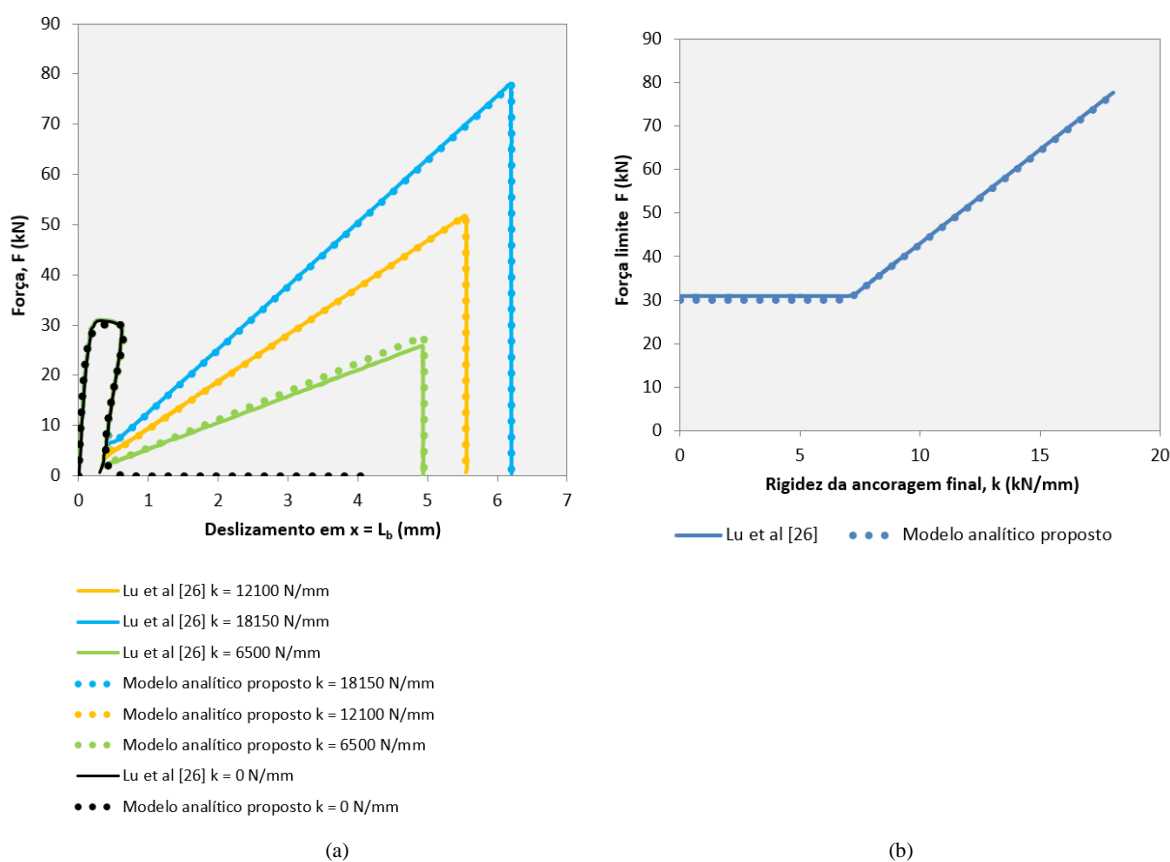 90
80
70
60
50
40
30
20
10
0
Força, F (kN)
0 1 2 3 4 5 6 7
Deslizamento em x = Lb (mm)
Lu et al [26] k = 12100 N/mm
Lu et al [26] k = 18150 N/mm
Lu et al [26] k = 6500 N/mm
Modelo analítico proposto k = 18150 N/mm
Modelo analitíco proposto k = 12100 N/mm
Modelo analítico proposto k = 6500 N/mm
Lu et al [26] k = 0 N/mm
Modelo analítico proposto k = 0 N/mm
(a)
90
80
70
60
50
40
30
20
10
0
Força limite F (kN)
0 5 10 15 20
Rigidez da ancoragem final, k (kN/mm)
Lu et al [26] Modelo analítico proposto
(b)